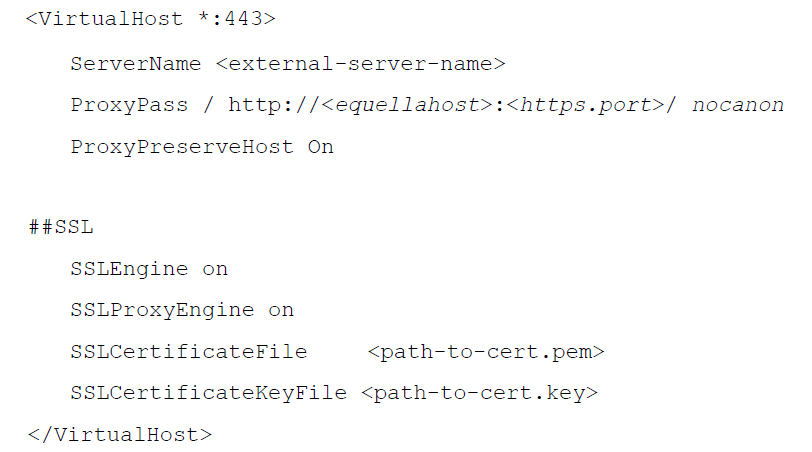 <VirtualHost *:443>
ServerName <external-server-name>
ProxyPass / http://<equellahost>:<https.port>/ nocanon
ProxyPreserveHost On
##SSL
SSLEngine on
SSLProxyEngine on
SSLCertificateFile    <path-to-cert.pem>
SSLCertificateKeyFile <path-to-cert.key>
</VirtualHost>